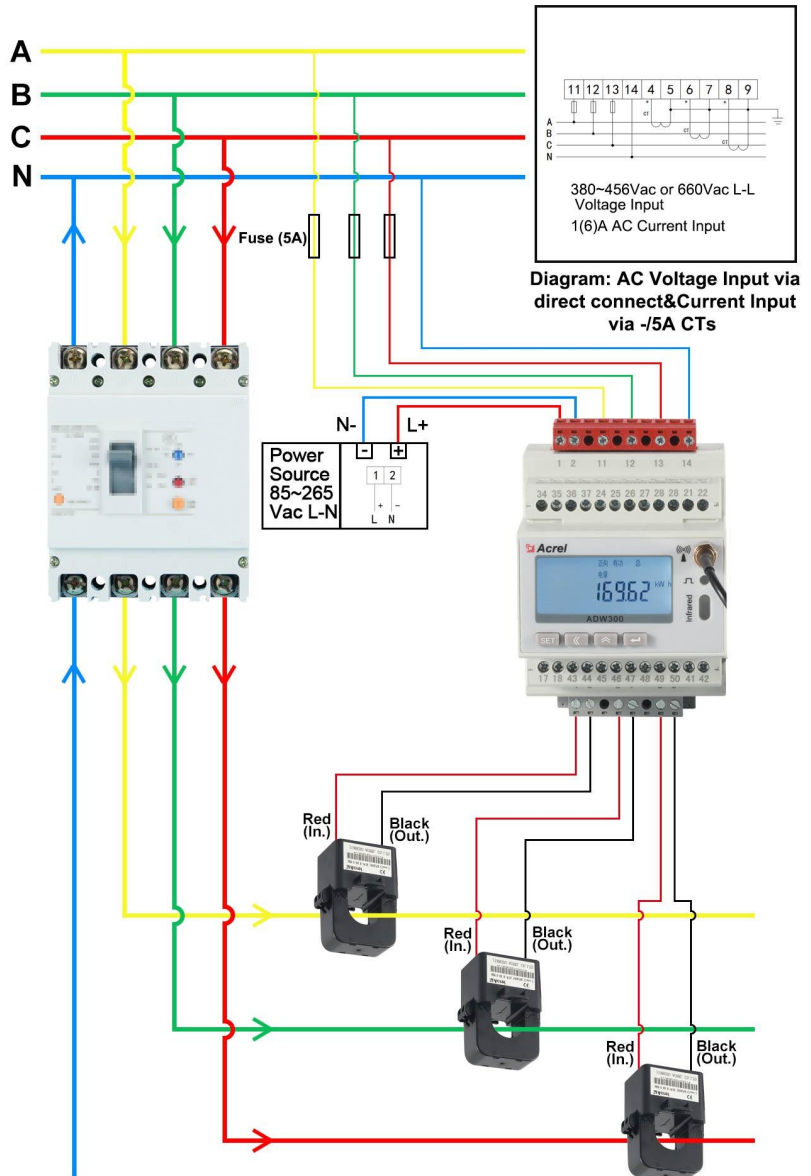 A
B
C
N
11 12 13 14 4 5 6 7 8 9
* * *
CT
CT
CT
A
B
C
N
380~456Vac or 660Vac L-L
Voltage Input
1(6)A AC Current Input
Diagram: AC Voltage Input via
direct connect&Current Input
via -/5A CTs
Fuse (5A)
N- L+
- +
Power
Source
85~265
Vac L-N
1 2
+ -
L N
1 2 11 12 13 14
34 35 36 37 24 25 26 27 28 28 21 22
Acrel
169.62 kW h
ADW300
Infrared
SET
17 18 43 44 45 46 47 48 49 50 41 42
Red
(In.)
Black
(Out.)
Red
(In.)
Black
(Out.)
Red
(In.)
Black
(Out.)